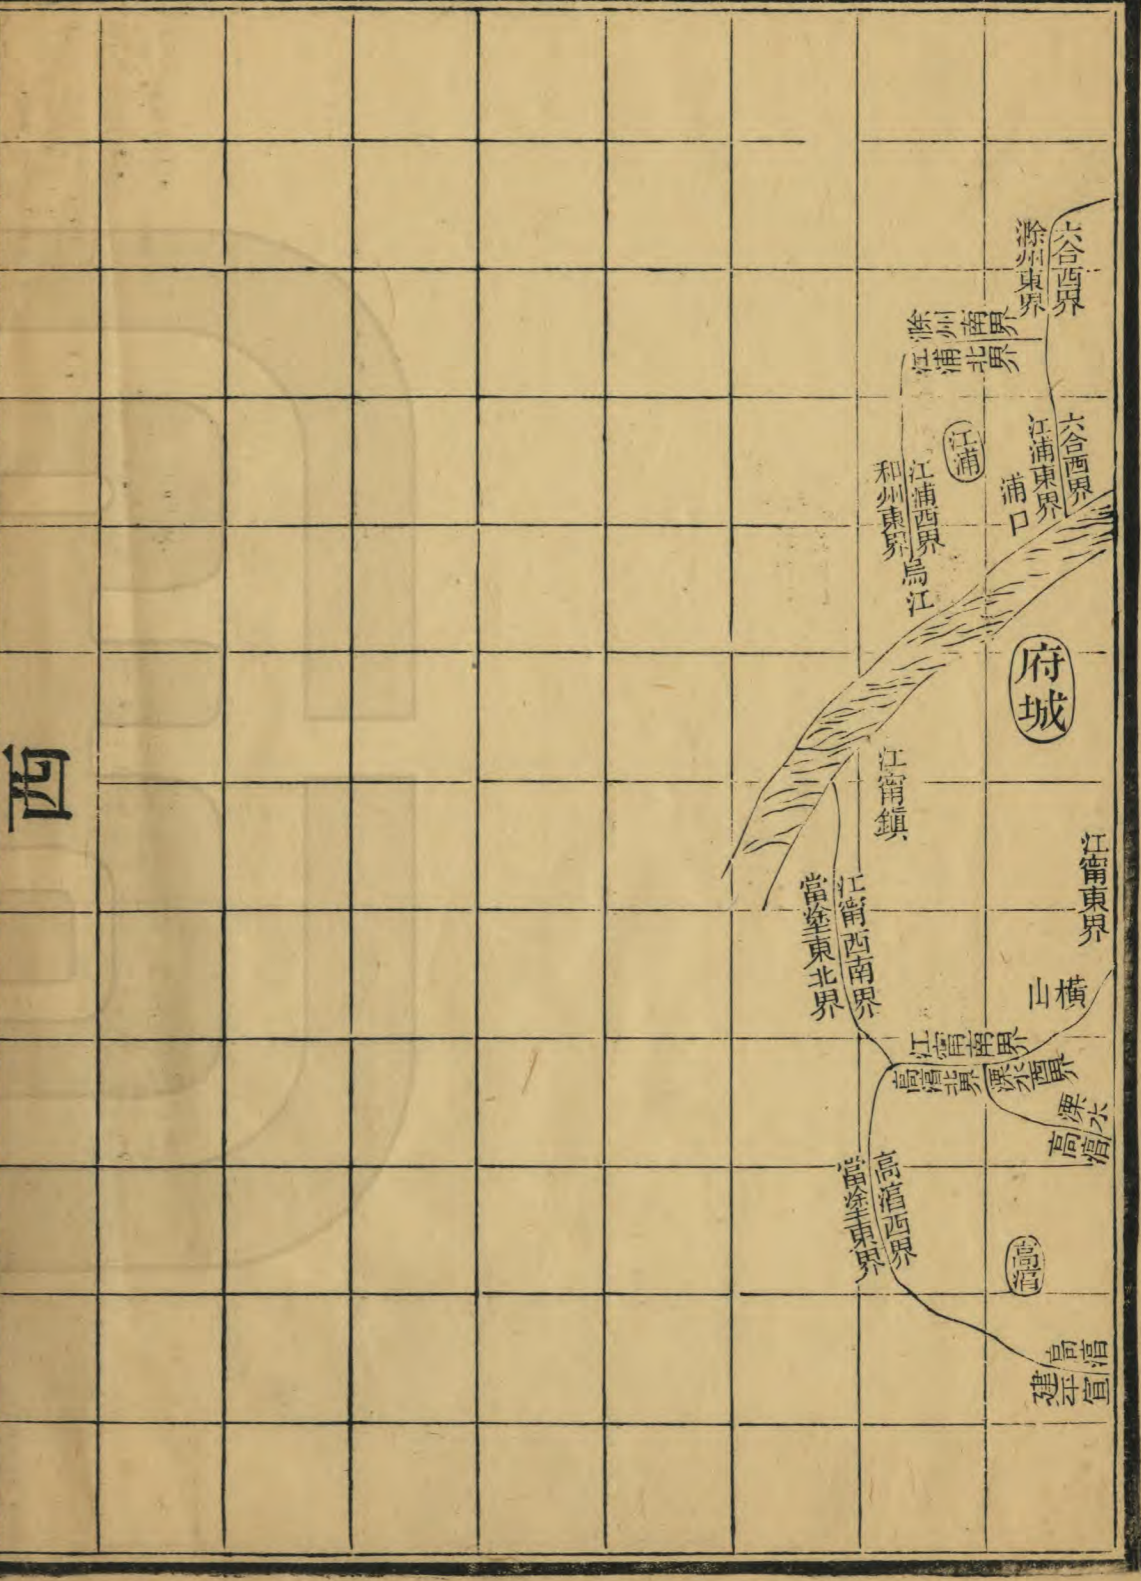 六合西界
滁州東界
滁州南界
江浦北界
江浦
六合西界
江浦東界
浦口
江浦西界
和州東界
烏江
府城
西
江甯鎮
江甯東界
江甯西南界
當塗東北界
橫山
江甯南界
高淳北界
溧水西界
溧水
高淳
高淳西界
當塗東界
高淳
高淳
建平宣